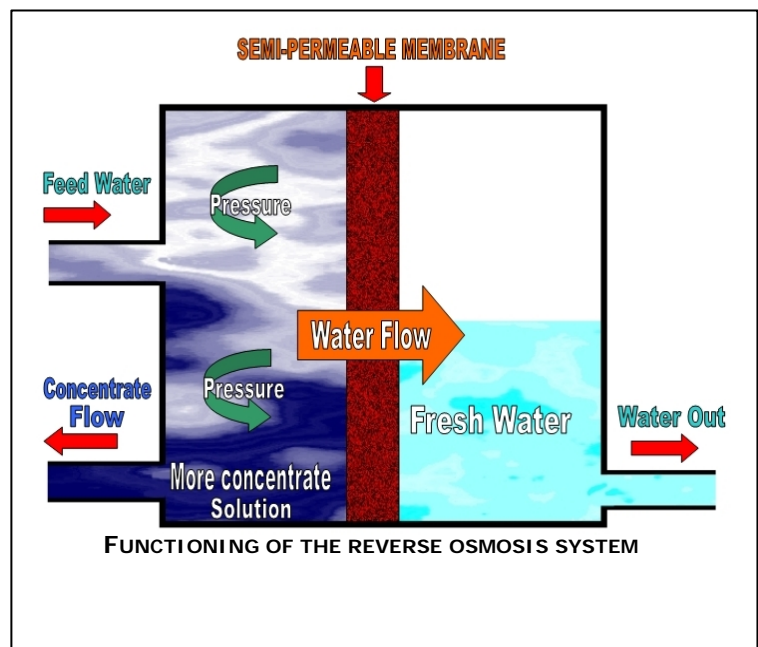 SEMI-PERMEABLE MEMBRANE
Feed Water
Pressure
Water Flow
Concentrate
Flow
Pressure
Fresh Water
Water Out
More concentrate
Solution
FUNCTIONING OF THE REVERSE OSMOSIS SYSTEM